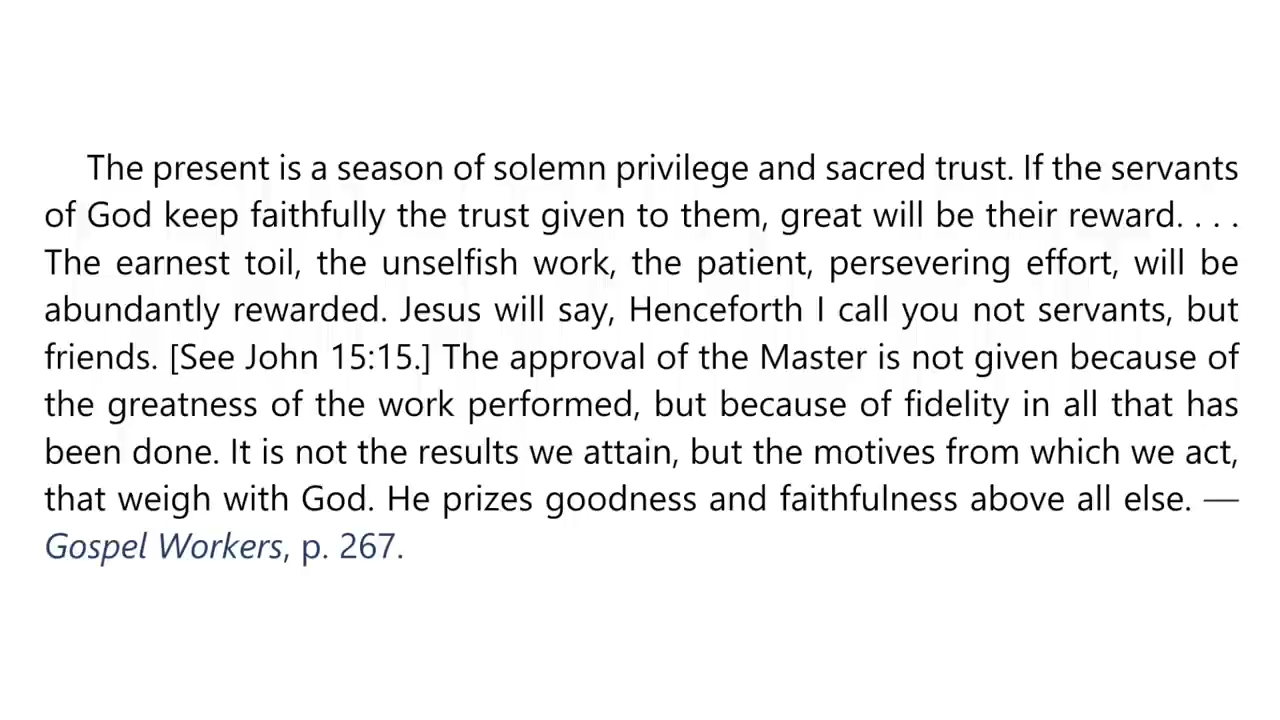 The present is a season of solemn privilege and sacred trust. If the servants
of God keep faithfully the trust given to them, great will be their reward. . . .
The earnest toil, the unselfish work, the patient, persevering effort, will be
abundantly rewarded. Jesus will say, Henceforth I call you not servants, but
friends. [See John 15:15.] The approval of the Master is not given because of
the greatness of the work performed, but because of fidelity in all that has
been done. It is not the results we attain, but the motives from which we act,
that weigh with God. He prizes goodness and faithfulness above all else. —
Gospel Workers, p. 267.